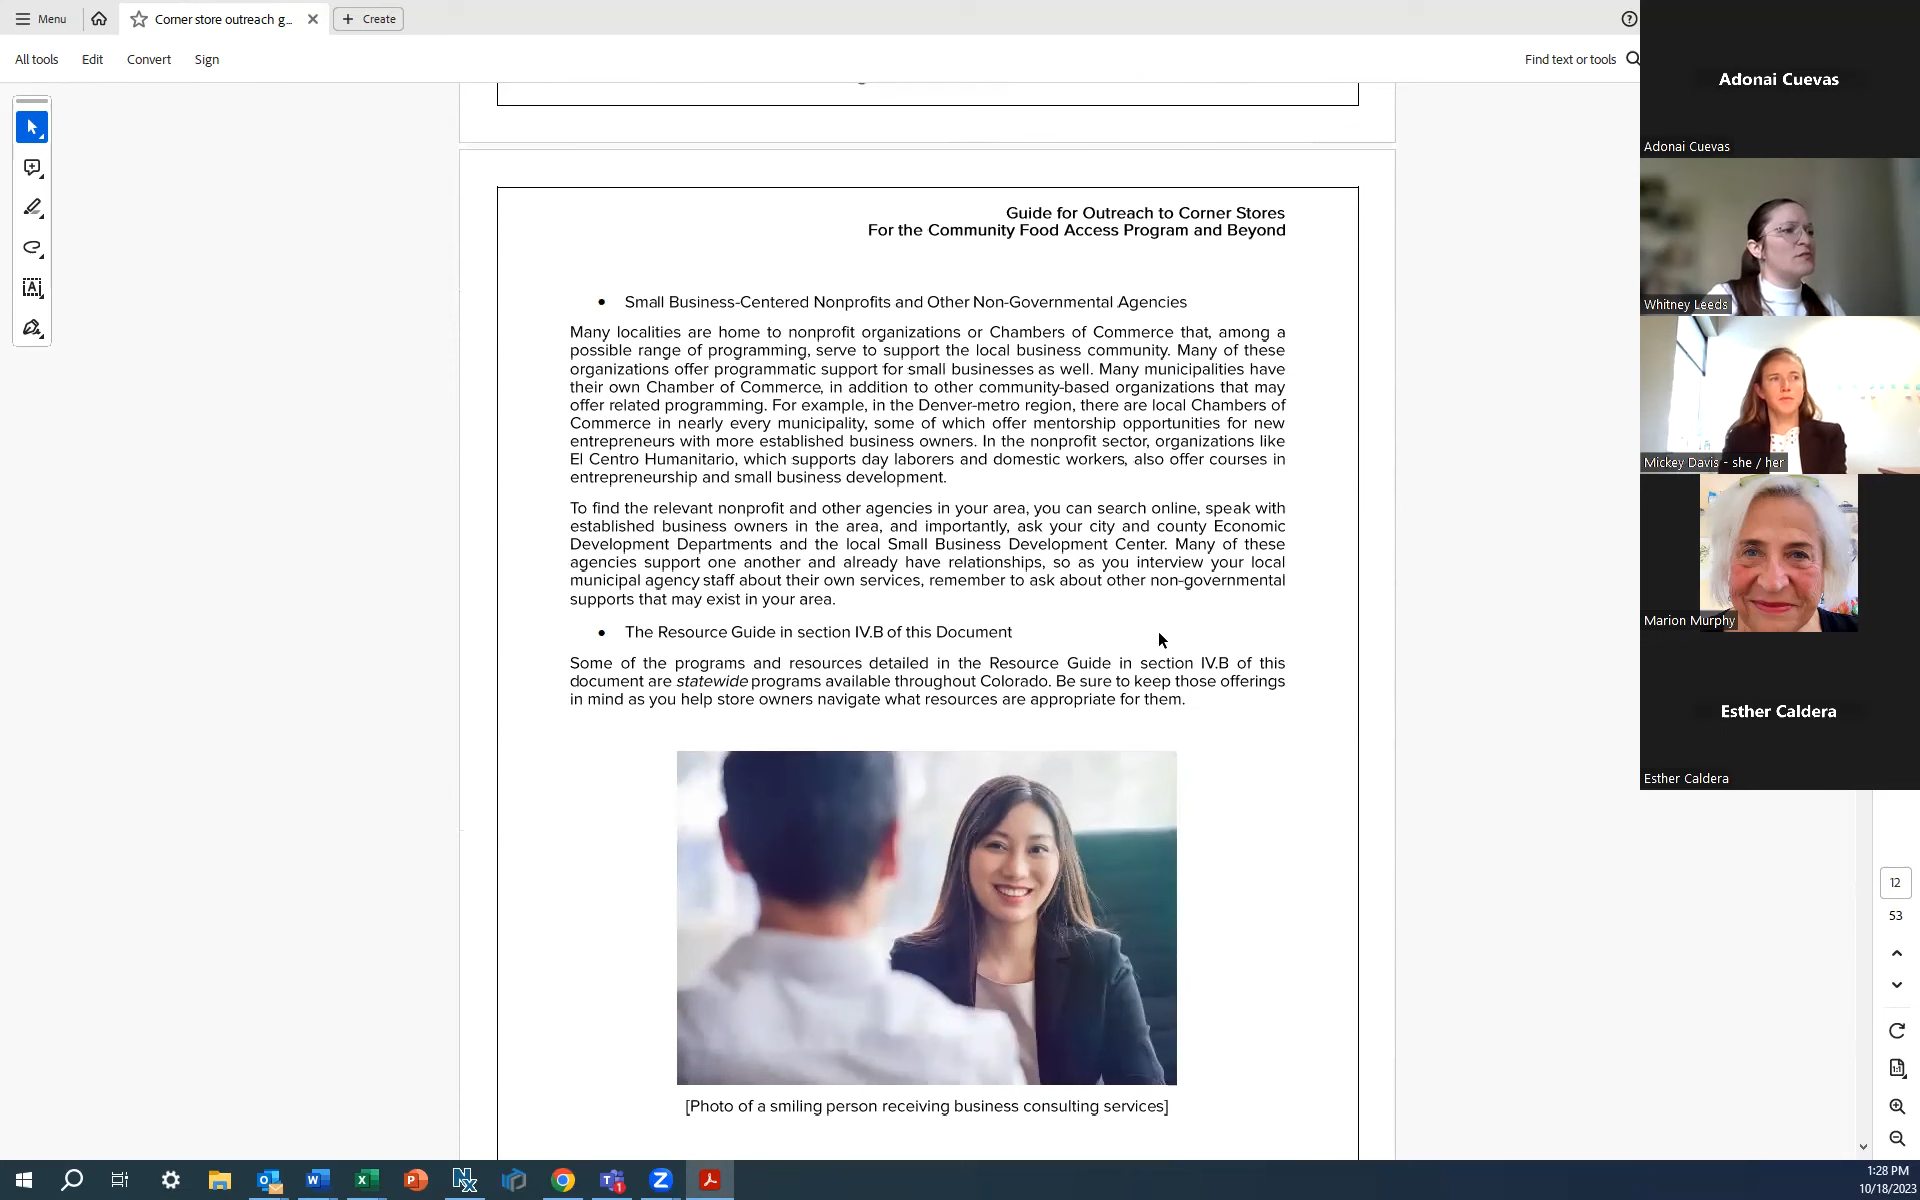 Menu
Corner store outreach g...
Create
All tools
Edit
Convert
Sign
Find text or tools
Guide for Outreach to Corner Stores
For the Community Food Access Program and Beyond
• Small Business-Centered Nonprofits and Other Non-Governmental Agencies
Many localities are home to nonprofit organizations or Chambers of Commerce that, among a
possible range of programming, serve to support the local business community. Many of these
organizations offer programmatic support for small businesses as well. Many municipalities have
their own Chamber of Commerce, in addition to other community-based organizations that may
offer related programming. For example, in the Denver-metro region, there are local Chambers of
Commerce in nearly every municipality, some of which offer mentorship opportunities for new
entrepreneurs with more established business owners. In the nonprofit sector, organizations like
El Centro Humanitario, which supports day laborers and domestic workers, also offer courses in
entrepreneurship and small business development.
To find the relevant nonprofit and other agencies in your area, you can search online, speak with
established business owners in the area, and importantly, ask your city and county Economic
Development Departments and the local Small Business Development Center. Many of these
agencies support one another and already have relationships, so as you interview your local
municipal agency staff about their own services, remember to ask about other non-governmental
supports that may exist in your area.
• The Resource Guide in section IV.B of this Document
Some of the programs and resources detailed in the Resource Guide in section IV.B of this
document are statewide programs available throughout Colorado. Be sure to keep those offerings
in mind as you help store owners navigate what resources are appropriate for them.
[Photo of a smiling person receiving business consulting services]
Adonai Cuevas
Adonai Cuevas
Whitney Leeds
Mickey Davis - she / her
Marion Murphy
Esther Caldera
Esther Caldera
12
53
1:28 PM
10/18/2023